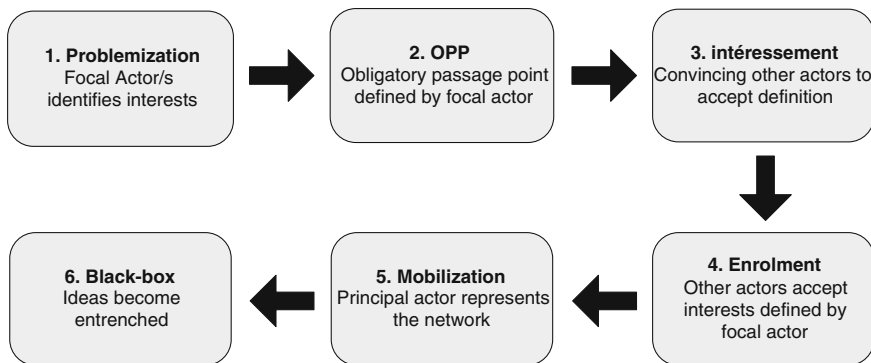 1. Problemization
Focal Actor/s
identifies interests
2. OPP
Obligatory passage point
defined by focal actor
3. intéressement
Convincing other actors to
accept definition
4. Enrolment
Other actors accept
interests defined by
focal actor
5. Mobilization
Principal actor represents
the network
6. Black-box
Ideas become
entrenched